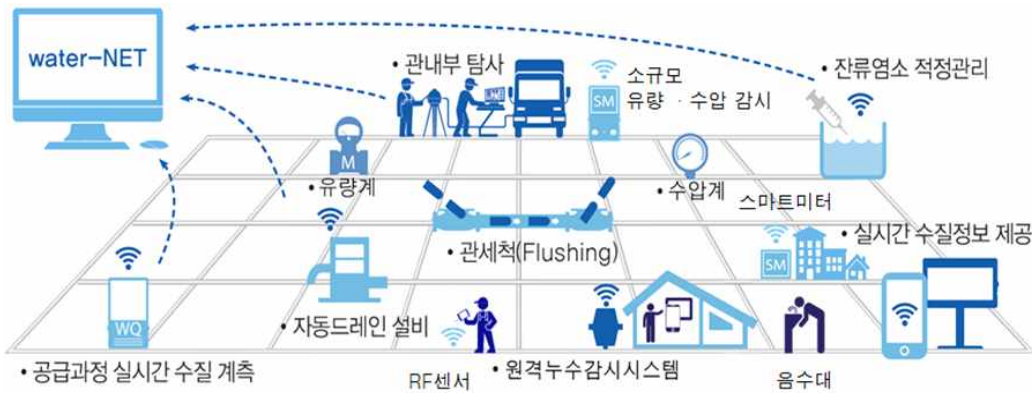 water-NET
• 관내부 탐사
소규모
유량 · 수압 감시
• 잔류염소 적정관리
SM
M
• 유량계
• 수압계
스마트미터
• 관세척(Flushing)
• 실시간 수질정보 제공
SM
WQ
• 자동드레인 설비
• 공급과정 실시간 수질 계측
RF센서
• 원격누수감시시스템
음수대